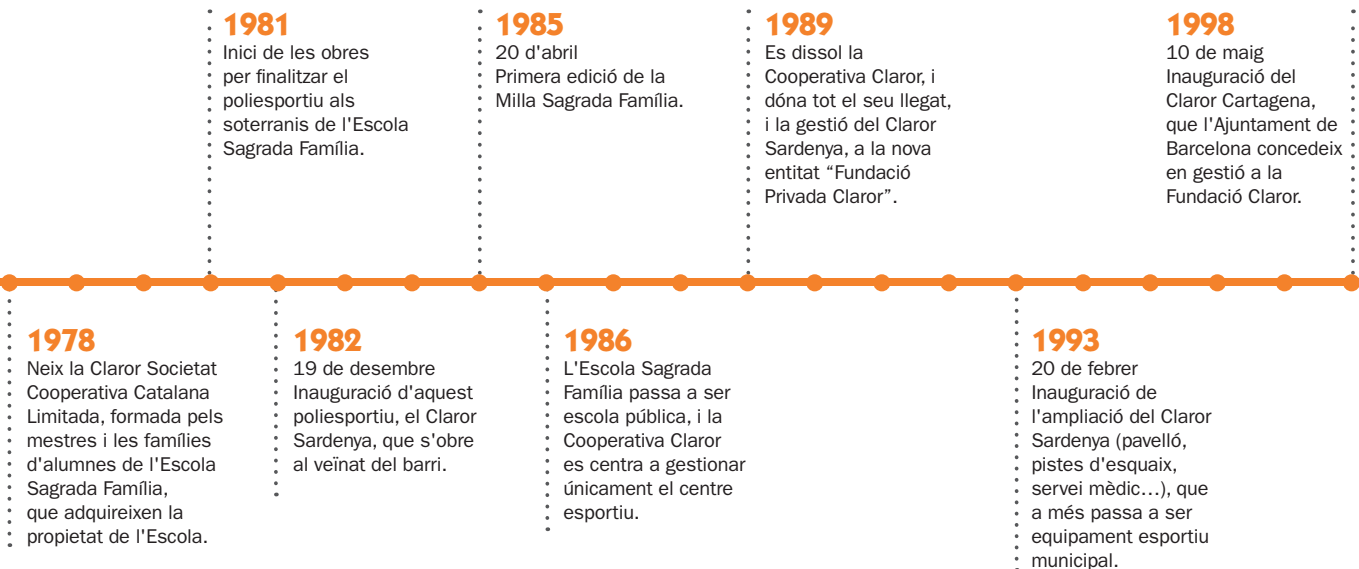 1981
Inici de les obres
per finalitzar el
poliesportiu als
soterranis de l'Escola
Sagrada Família.
1985
20 d'abril
Primera edició de la
Milla Sagrada Família.
1989
Es dissol la
Cooperativa Claror, i
dóna tot el seu llegat,
i la gestió del Claror
Sardenya, a la nova
entitat “Fundació
Privada Claror”.
1998
10 de maig
Inauguració del
Claror Cartagena,
que l'Ajuntament de
Barcelona concedeix
en gestió a la
Fundació Claror.
1978
Neix la Claror Societat
Cooperativa Catalana
Limitada, formada pels
mestres i les famílies
d'alumnes de l'Escola
Sagrada Família,
que adquireixen la
propietat de l'Escola.
1982
19 de desembre
Inauguració d'aquest
poliesportiu, el Claror
Sardenya, que s'obre
al veïnat del barri.
1986
L'Escola Sagrada
Família passa a ser
escola pública, i la
Cooperativa Claror
es centra a gestionar
únicament el centre
esportiu.
1993
20 de febrer
Inauguració de
l'ampliació del Claror
Sardenya (pavelló,
pistes d'esquaix,
servei mèdic...), que
a més passa a ser
equipament esportiu
municipal.